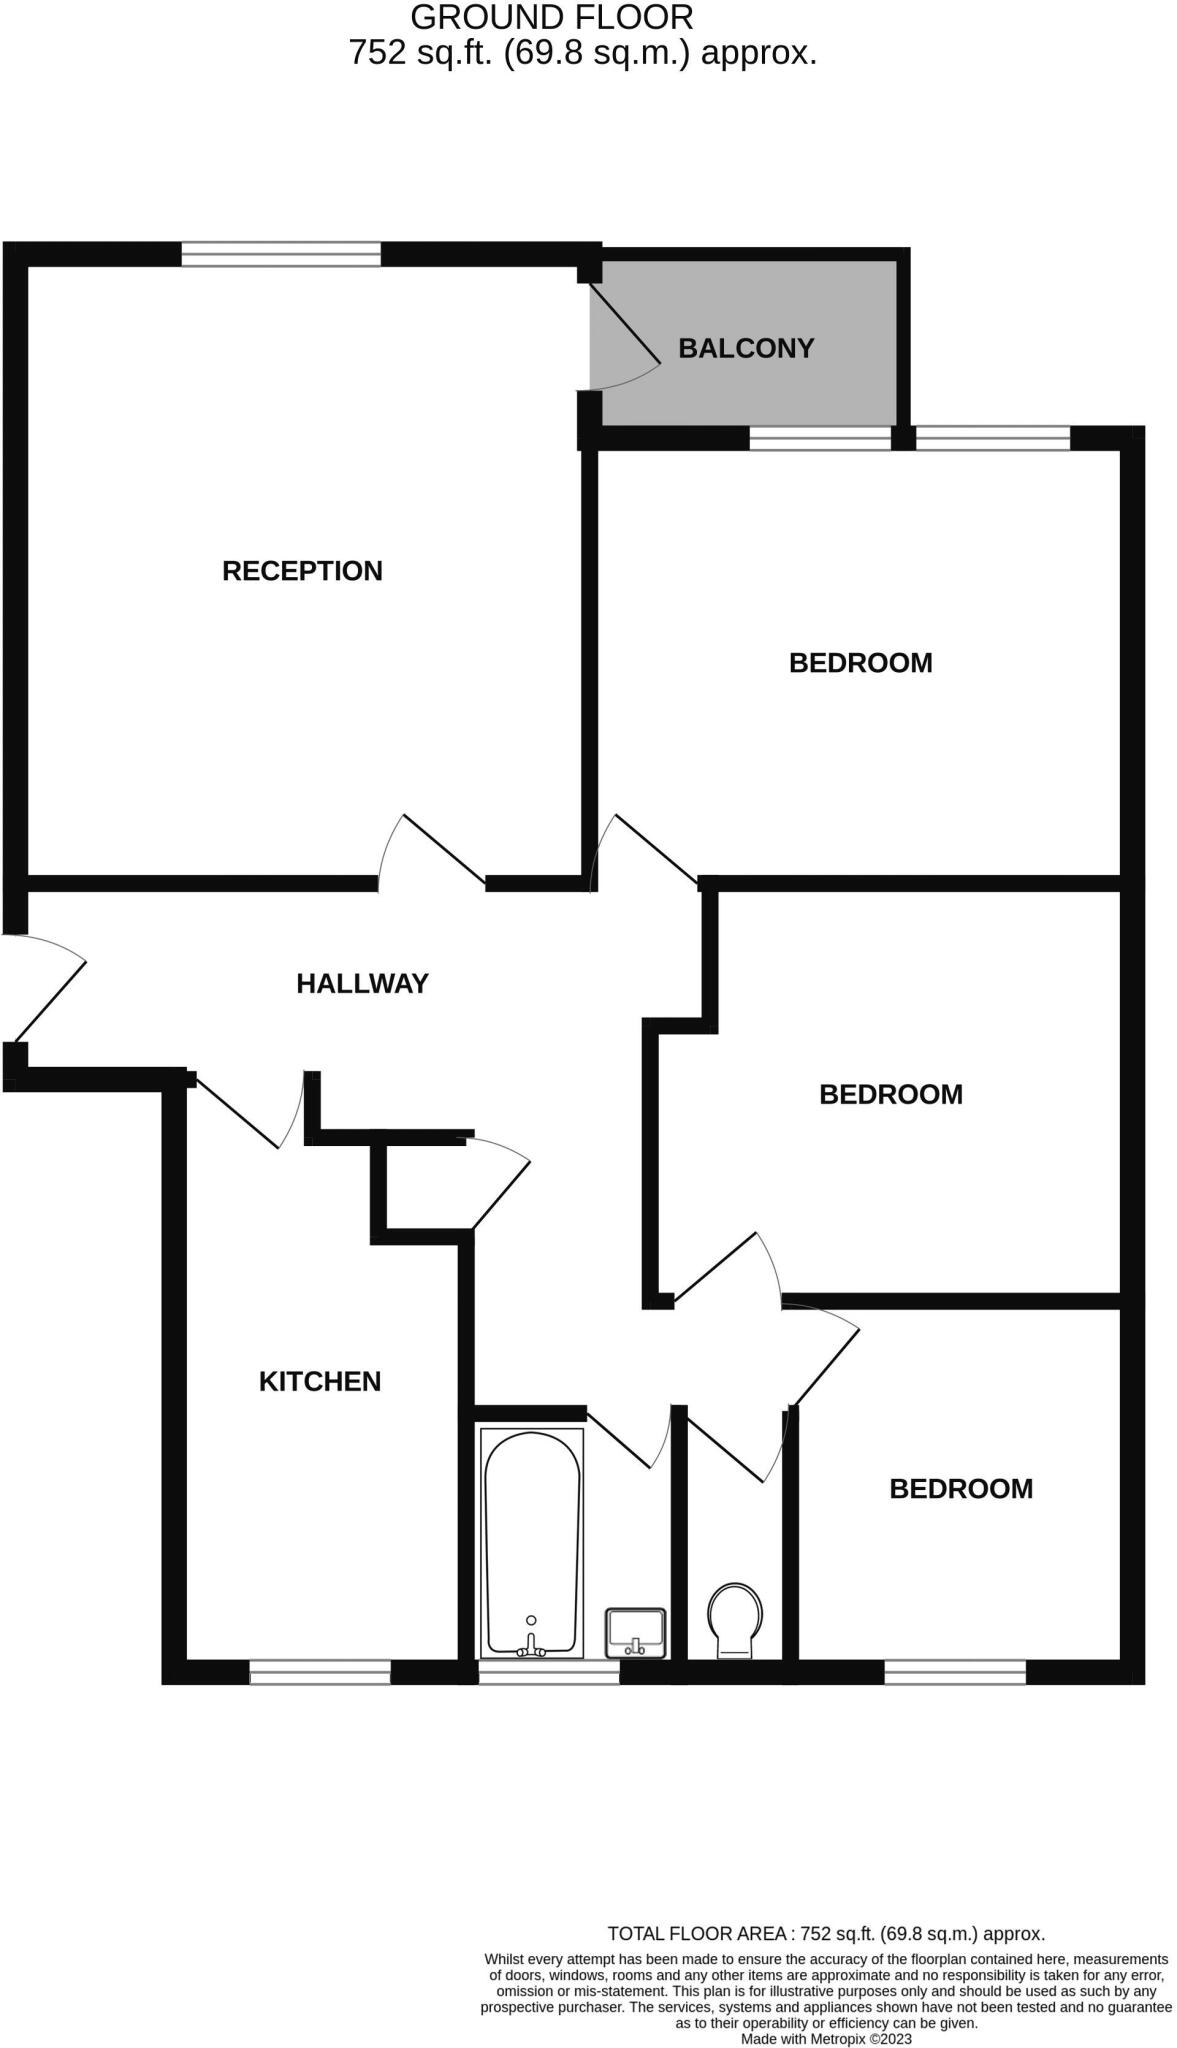 GROUND FLOOR
752 sq.ft. (69.8 sq.m.) approx.
BALCONY
RECEPTION
BEDROOM
HALLWAY
BEDROOM
KITCHEN
BEDROOM
TOTAL FLOOR AREA : 752 sq.ft. (69.8 sq.m.) approx.
Whilst every attempt has been made to ensure the accuracy of the floorplan contained here, measurements
of doors, windows, rooms and any other items are approximate and no responsibility is taken for any error,
omission or mis-statement. This plan is for illustrative purposes only and should be used as such by any
prospective purchaser. The services, systems and appliances shown have not been tested and no guarantee
as to their operability or efficiency can be given.
Made with Metropix ©2023